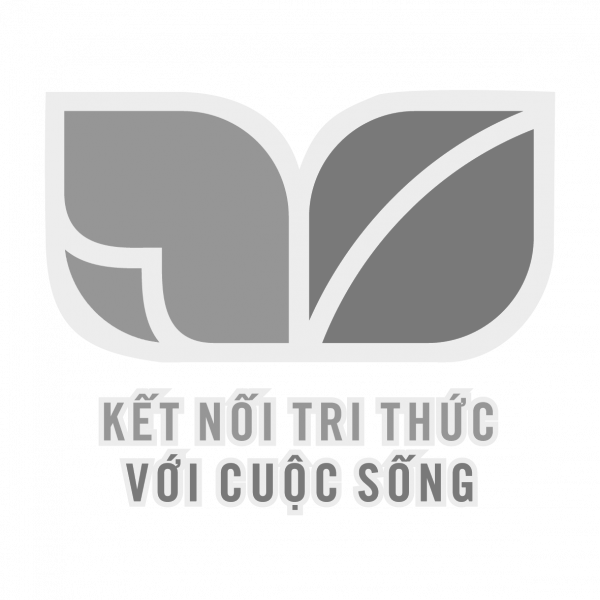 KẾT NỐI TRI THỨC
VỚI CUỘC SỐNG